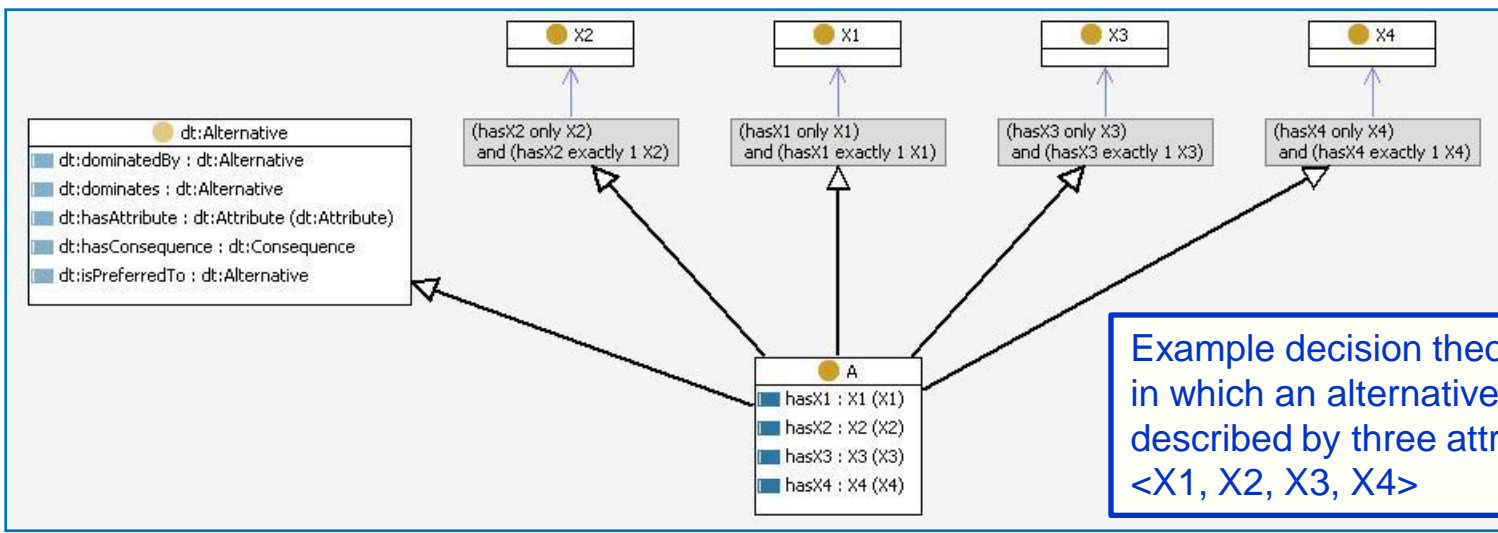 X2
X1
X3
X4
(hasX2 only X2)
and (hasX2 exactly 1 X2)
(hasX1 only X1)
and (hasX1 exactly 1 X1)
(hasX3 only X3)
and (hasX3 exactly 1 X3)
(hasX4 only X4)
and (hasX4 exactly 1 X4)
dt:Alternative
dt:dominatedBy : dt:Alternative
dt:dominates : dt:Alternative
dt:hasAttribute : dt:Attribute (dt:Attribute)
dt:hasConsequence : dt:Consequence
dt:isPreferredTo : dt:Alternative
A
hasX1 : X1 (X1)
hasX2 : X2 (X2)
hasX3 : X3 (X3)
hasX4 : X4 (X4)
Example decision
in which an alternative
described by three
<X1, X2, X3, X4>